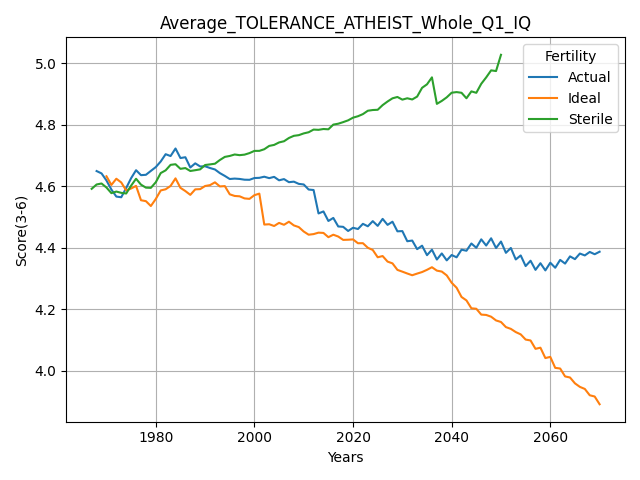 Average_TOLERANCE_ATHEIST_Whole_Q1_IQ
Fertility
Actual
Ideal
Sterile
Score(3-6)
5.0
4.8
4.6
4.4
4.2
4.0
1980 2000 2020 2040 2060
Years